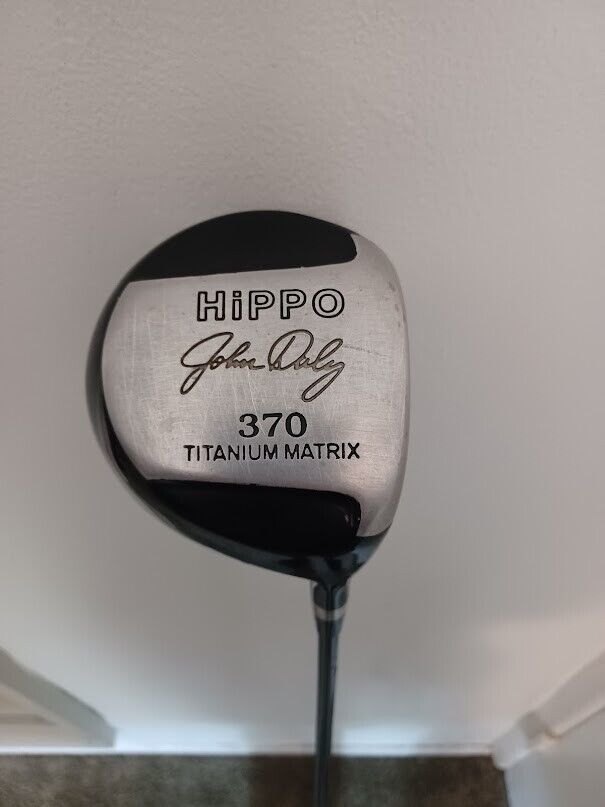 HiPPO
John Daly
370
TITANIUM MATRIX